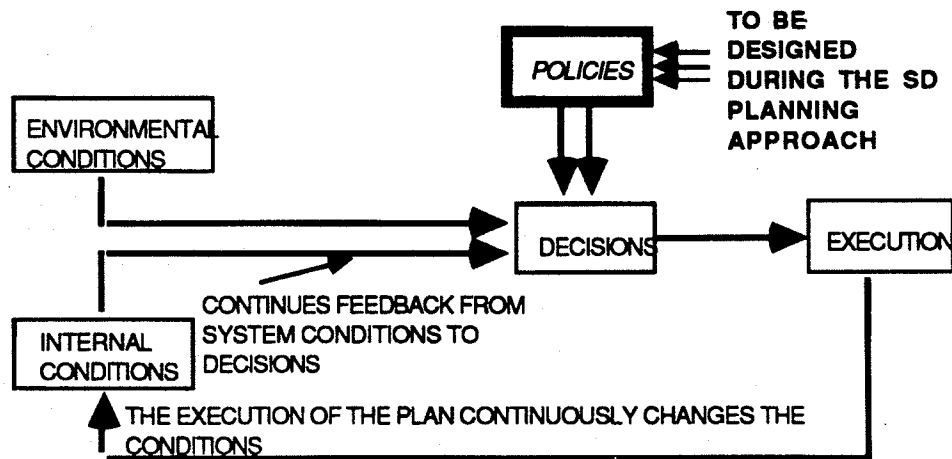 TO BE
DESIGNED
DURING THE SD
PLANNING
APPROACH
POLICIES
ENVIRONMENTAL
CONDITIONS
DECISIONS
EXECUTION
CONTINUES FEEDBACK FROM
SYSTEM CONDITIONS TO
DECISIONS
INTERNAL
CONDITIONS
THE EXECUTION OF THE PLAN CONTINUOUSLY CHANGES THE
CONDITIONS